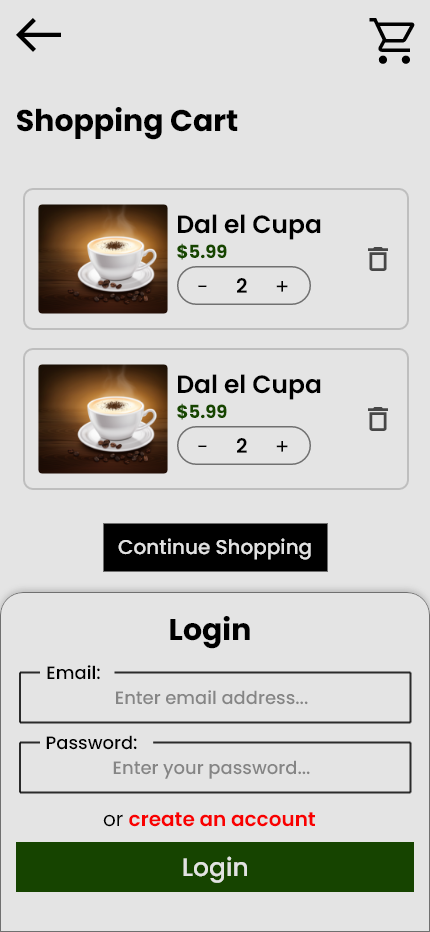 Shopping Cart
Dal el Cupa
$5.99
- 2 +
Dal el Cupa
$5.99
- 2 +
Continue Shopping
Login
Email:
Enter email address...
Password:
Enter your password...
or create an account
Login